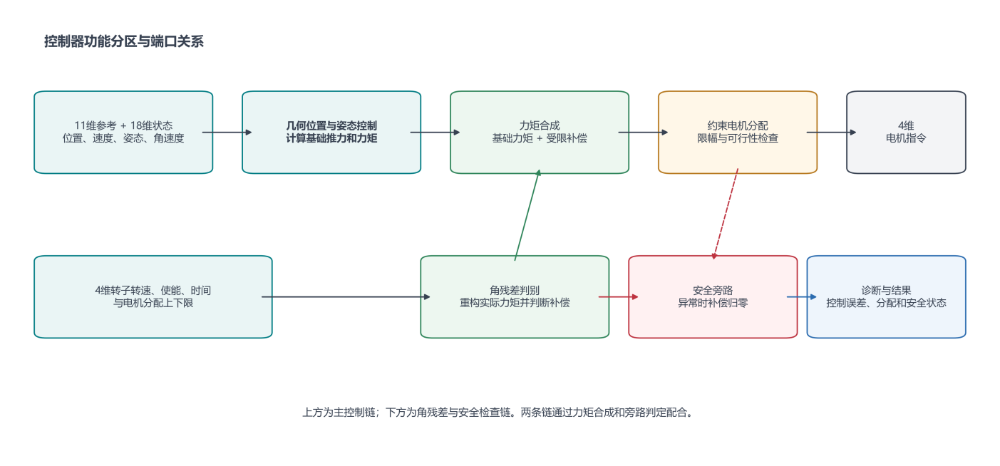 控制器功能分区与端口关系
11维参考 + 18维状态
位置、速度、姿态、角速度
几何位置与姿态控制
计算基础推力和力矩
力矩合成
基础力矩 + 受限补偿
约束电机分配
限幅与可行性检查
4维
电机指令
4维转子转速、使能、时间
与电机分配上下限
角残差判别
重构实际力矩并判断补偿
安全旁路
异常时补偿归零
诊断与结果
控制误差、分配和安全状态
上方为主控制链；下方为角残差与安全检查链。两条链通过力矩合成和旁路判定配合。